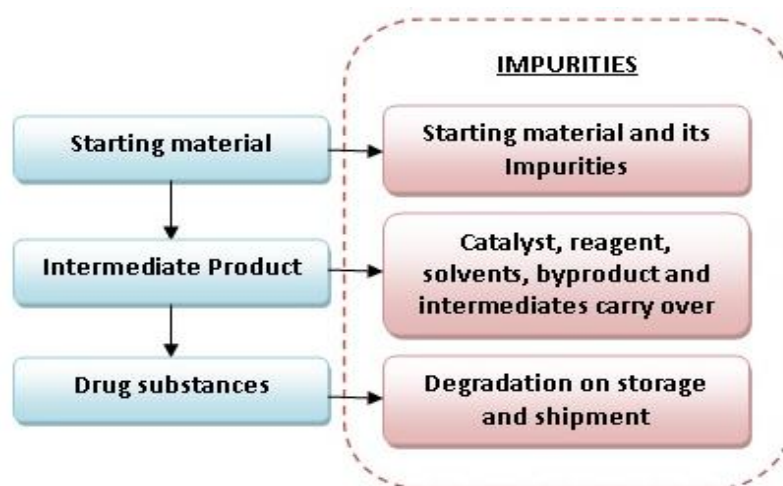 IMPURITIES
Starting material
Starting material and its
Impurities
Intermediate Product
Catalyst, reagent,
solvents, byproduct and
intermediates carry over
Drug substances
Degradation on storage
and shipment